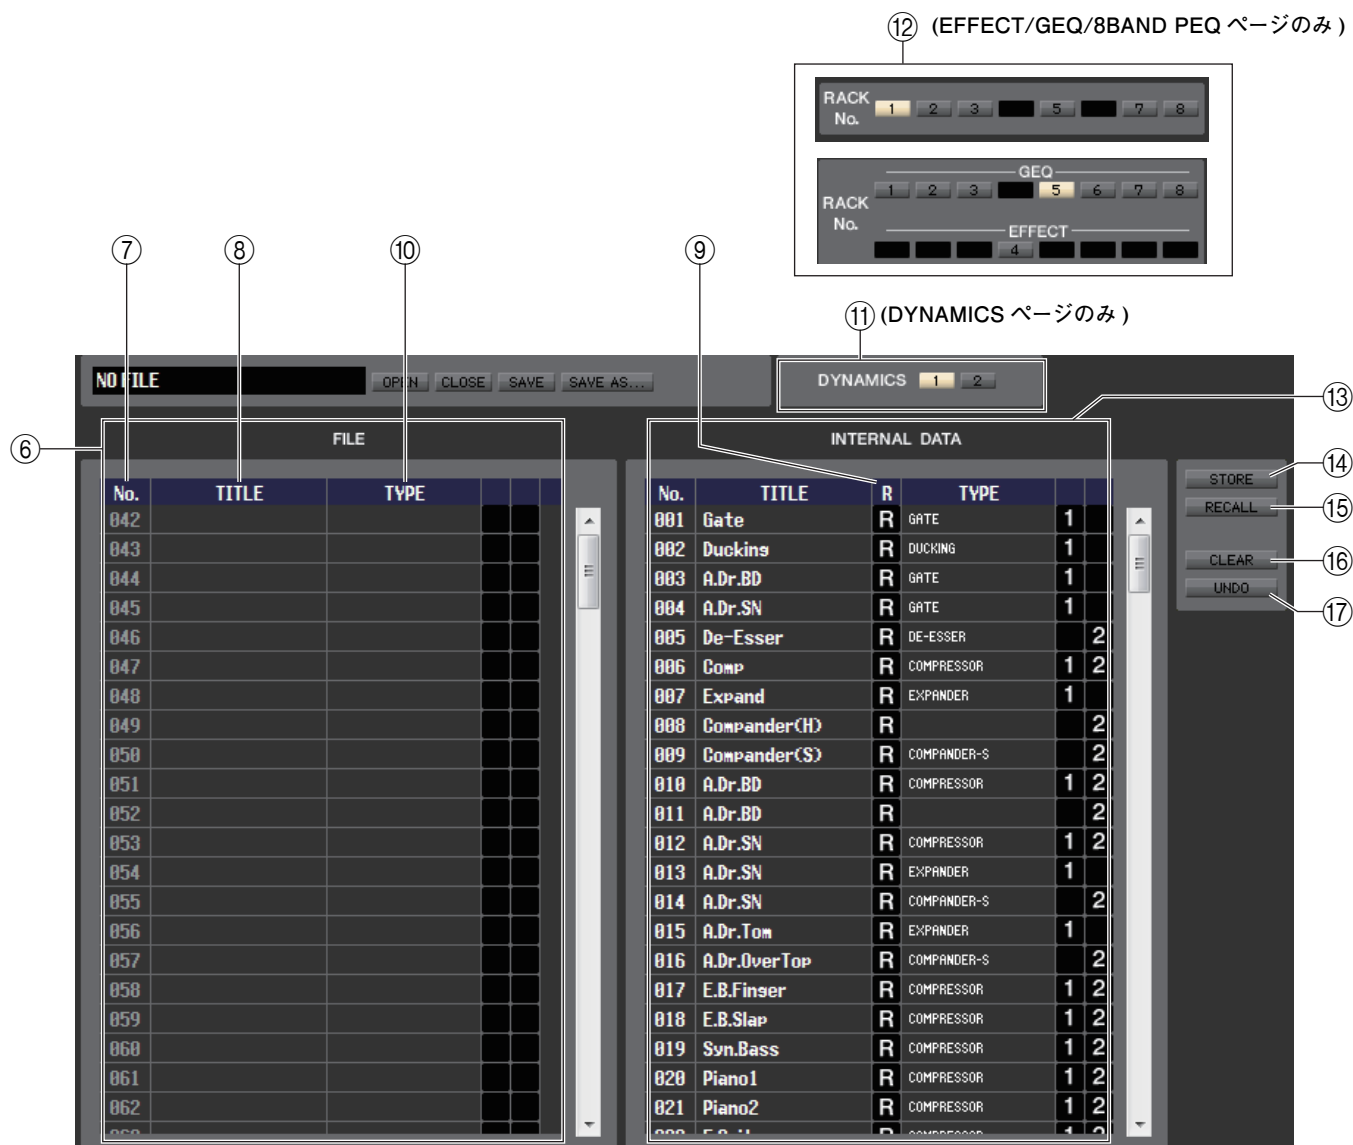 ⑫ (EFFECT/GEQ/8BAND PEQ ページのみ )
RACK No. 1 2 3 5 7 8
GEQ
RACK No. 1 2 3 5 6 7 8
EFFECT
4
⑦ ⑧ ⑩ ⑨
⑪ (DYNAMICS ページのみ )
NO FILE OPEN CLOSE SAVE SAVE AS... DYNAMICS 1 2
⑬
⑥ FILE INTERNAL DATA
⑭ STORE
⑮ RECALL
⑯ CLEAR
⑰ UNDO
No. TITLE TYPE
042
043
044
045
046
047
048
049
050
051
052
053
054
055
056
057
058
059
060
061
062
No. TITLE R TYPE
001 Gate R GATE 1
002 Ducking R DUCKING 1
003 A.Dr.BD R GATE 1
004 A.Dr.SN R GATE 1
005 De-Esser R DE-ESSER 2
006 Comp R COMPRESSOR 1 2
007 Expand R EXPANDER 1
008 Compander(H) R 2
009 Compander(S) R COMPANDER-S 2
010 A.Dr.BD R COMPRESSOR 1 2
011 A.Dr.BD R 2
012 A.Dr.SN R COMPRESSOR 1 2
013 A.Dr.SN R EXPANDER 1
014 A.Dr.SN R COMPANDER-S 2
015 A.Dr.Tom R EXPANDER 1
016 A.Dr.OverTop R COMPANDER-S 2
017 E.B.Finger R COMPRESSOR 1 2
018 E.B.Slap R COMPRESSOR 1 2
019 Syn.Bass R COMPRESSOR 1 2
020 Piano1 R COMPRESSOR 1 2
021 Piano2 R COMPRESSOR 1 2